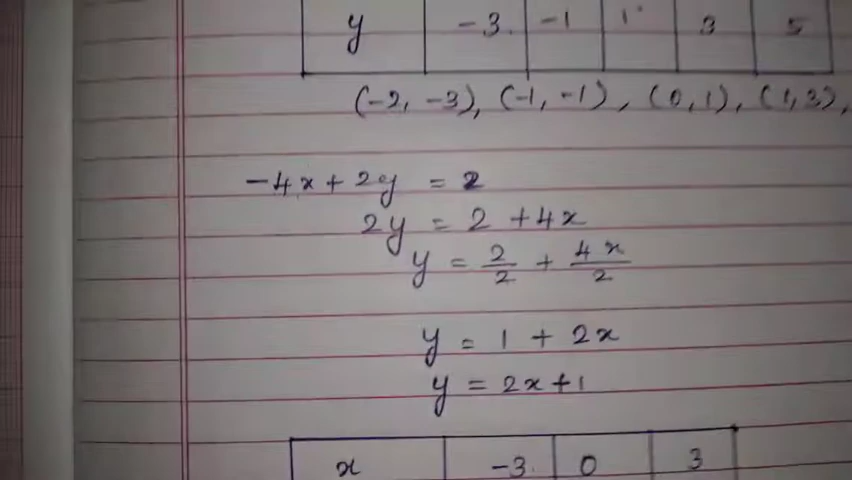 y -3 -1 1 3 5
(-2, -3), (-1, -1), (0, 1), (1, 3),
-4x + 2y = 2
2y = 2 + 4x
y = 2/2 + 4x/2
y = 1 + 2x
y = 2x + 1
x -3 0 3